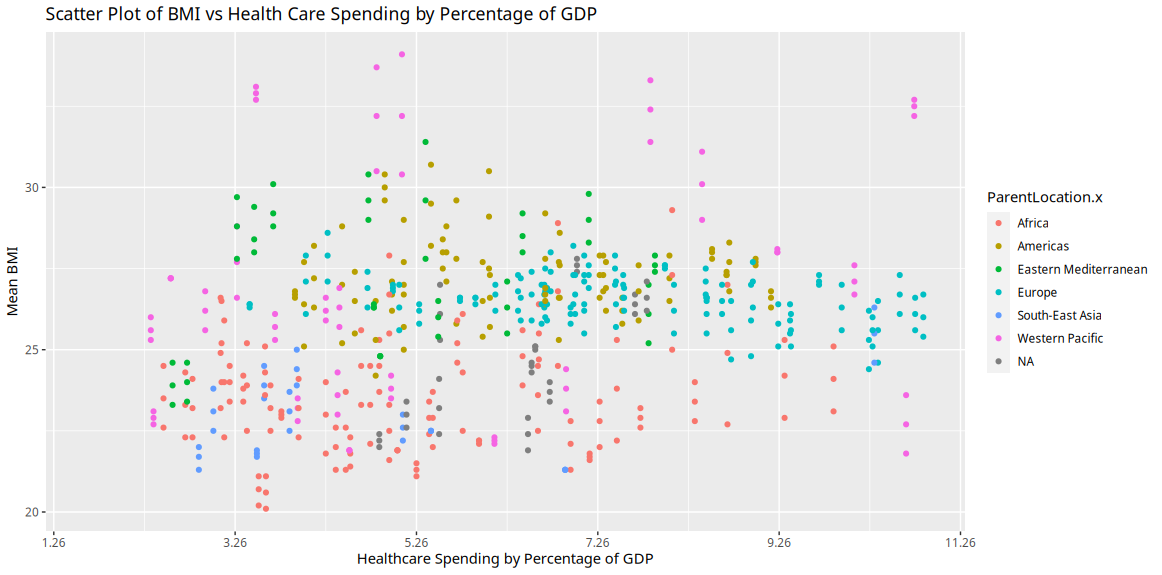 Scatter Plot of BMI vs Health Care Spending by Percentage of GDP
Mean BMI
30
25
20
1.26 3.26 5.26 7.26 9.26 11.26
Healthcare Spending by Percentage of GDP
ParentLocation.x
Africa
Americas
Eastern Mediterranean
Europe
South-East Asia
Western Pacific
NA